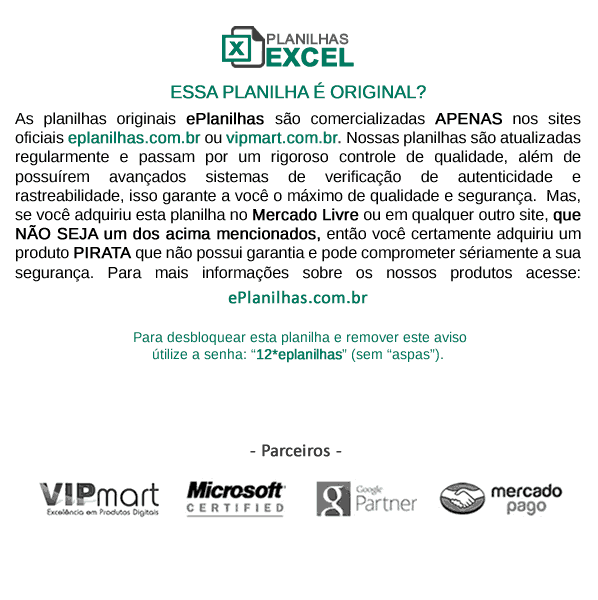 PLANILHAS
EXCEL
ESSA PLANILHA É ORIGINAL?
As planilhas originais ePlanilhas são comercializadas APENAS nos sites
oficiais eplanilhas.com.br ou vipmart.com.br. Nossas planilhas são atualizadas
regularmente e passam por um rigoroso controle de qualidade, além de
possuírem avançados sistemas de verificação de autenticidade e
rastreabilidade, isso garante a você o máximo de qualidade e segurança. Mas,
se você adquiriu esta planilha no Mercado Livre ou em qualquer outro site, que
NÃO SEJA um dos acima mencionados, então você certamente adquiriu um
produto PIRATA que não possui garantia e pode comprometer sériamente a sua
segurança. Para mais informações sobre os nossos produtos acesse:
ePlanilhas.com.br
Para desbloquear esta planilha e remover este aviso
útilize a senha: “12*eplanilhas” (sem “aspas”).
- Parceiros -
VIPmart
Excelência em Produtos Digitais
Microsoft
CERTIFIED
g
Google
Partner
mercado
pago